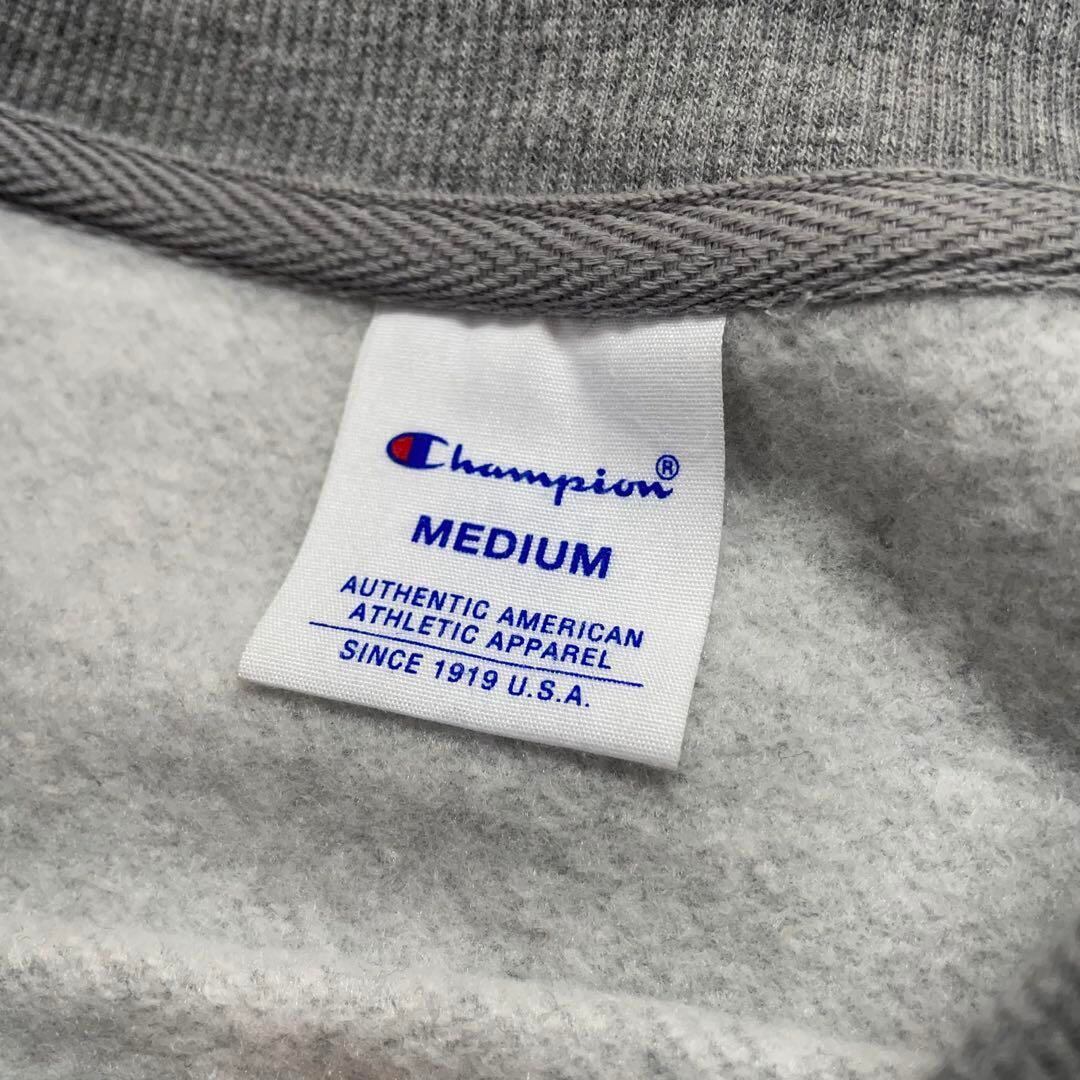 Champion®
MEDIUM
AUTHENTIC AMERICAN
ATHLETIC APPAREL
SINCE 1919 U.S.A.